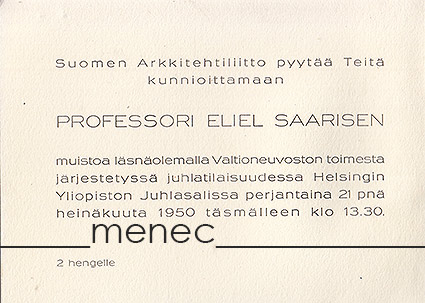 Suomen Arkkitehtiliitto pyytää Teitä
kunnioittamaan
PROFESSORI ELIEL SAARISEN
muistoa läsnäolemalla Valtioneuvoston toimesta
järjestetyssä juhlatilaisuudessa Helsingin
Yliopiston Juhlasalissa perjantaina 21 pnä
heinäkuuta 1950 täsmälleen klo 13.30.
menec
2 hengelle